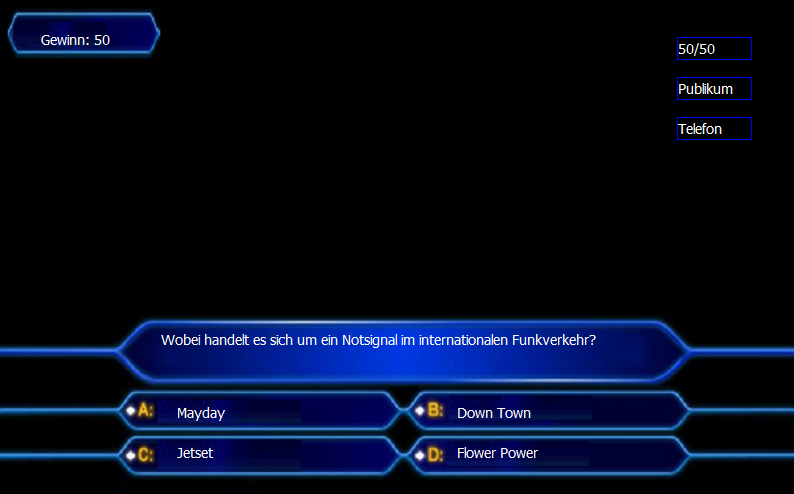 Gewinn: 50
50/50
Publikum
Telefon
Wobei handelt es sich um ein Notsignal im internationalen Funkverkehr?
A: Mayday
B: Down Town
C: Jetset
D: Flower Power